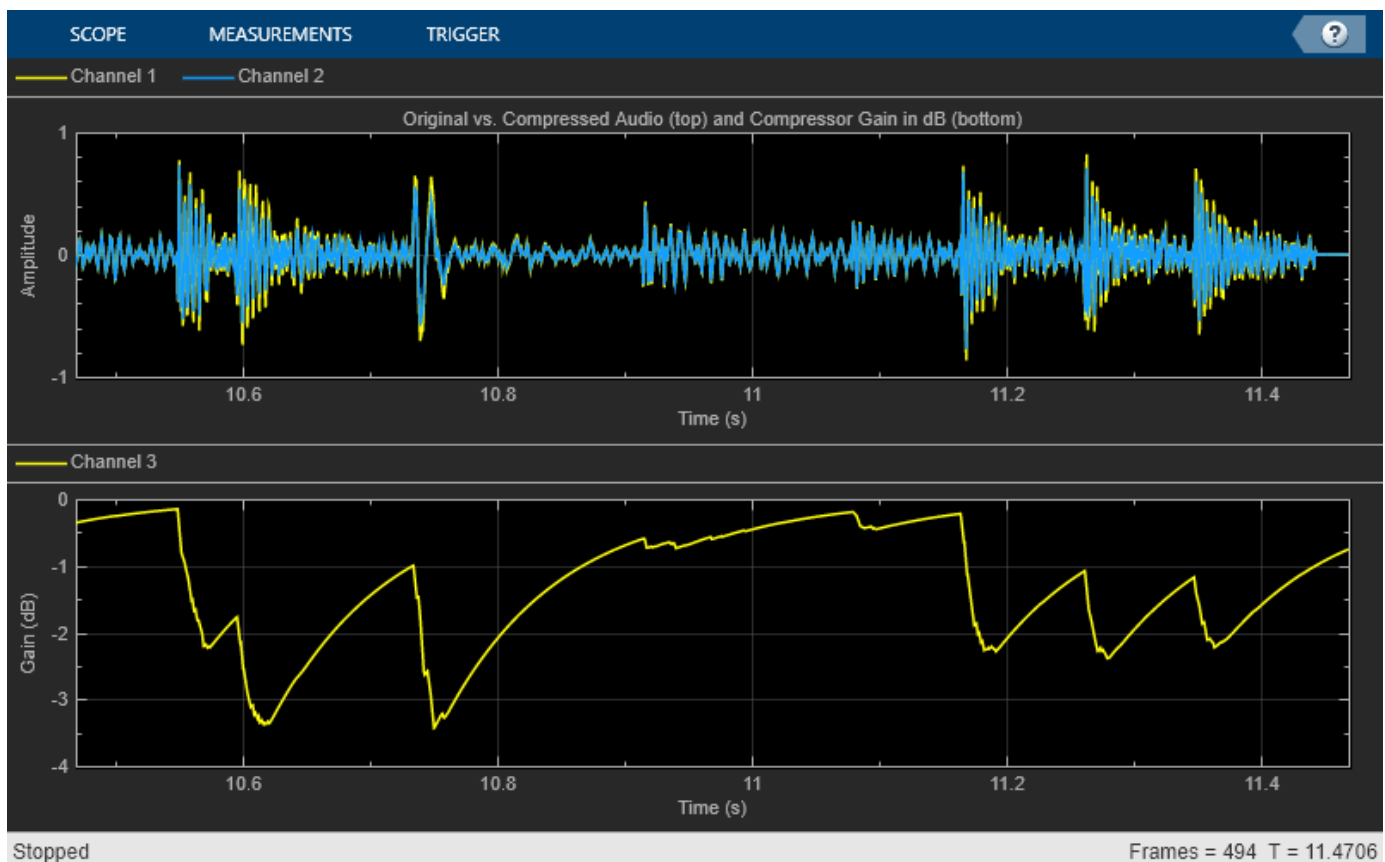 SCOPE MEASUREMENTS TRIGGER ?
Channel 1 Channel 2
Original vs. Compressed Audio (top) and Compressor Gain in dB (bottom)
1
0
-1
Amplitude
10.6 10.8 11 11.2 11.4
Time (s)
Channel 3
0
-1
-2
-3
-4
Gain (dB)
10.6 10.8 11 11.2 11.4
Time (s)
Stopped Frames = 494 T = 11.4706